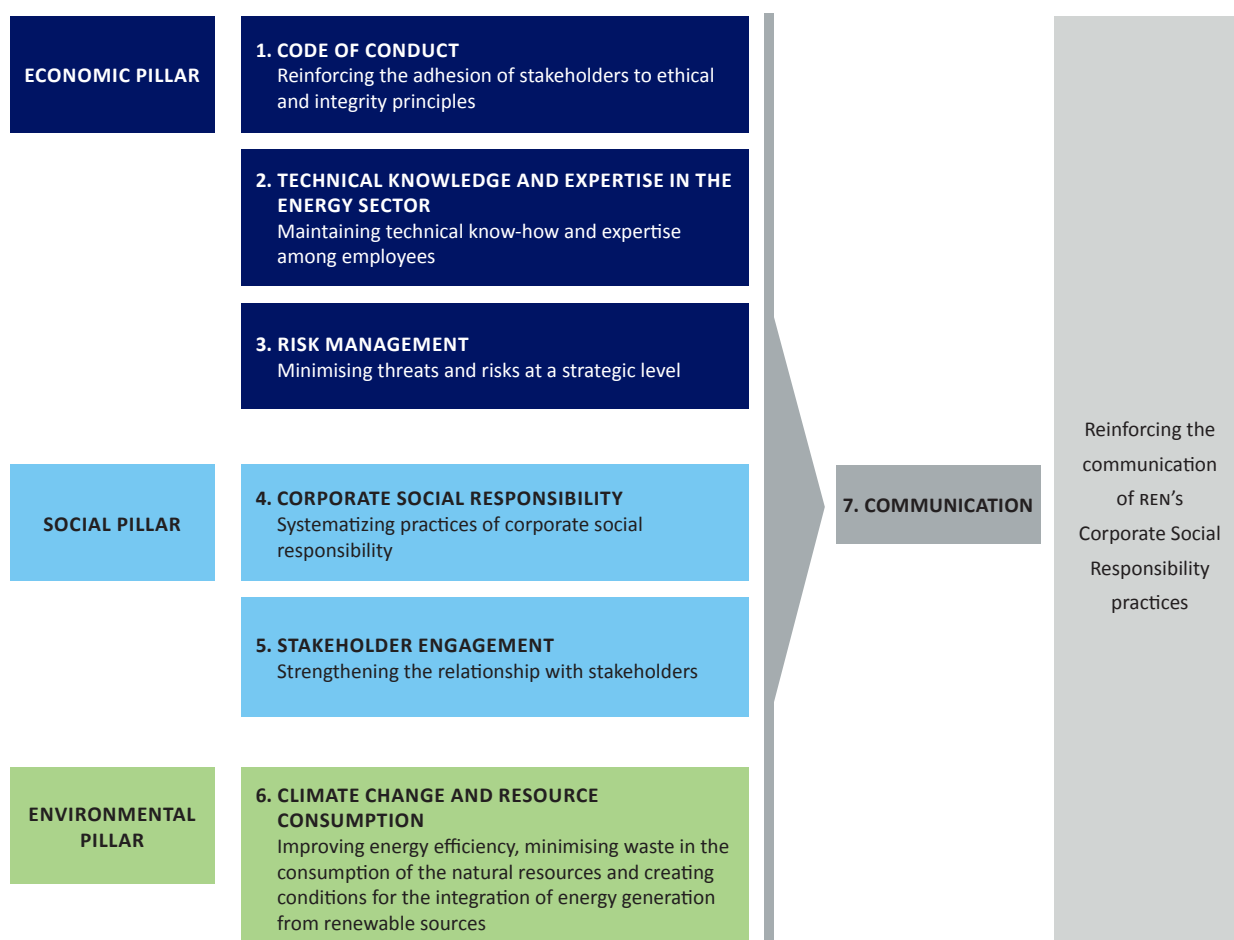 ECONOMIC PILLAR
1. CODE OF CONDUCT
Reinforcing the adhesion of stakeholders to ethical
and integrity principles
2. TECHNICAL KNOWLEDGE AND EXPERTISE IN THE
ENERGY SECTOR
Maintaining technical know-how and expertise
among employees
3. RISK MANAGEMENT
Minimising threats and risks at a strategic level
SOCIAL PILLAR
4. CORPORATE SOCIAL RESPONSIBILITY
Systematizing practices of corporate social
responsibility
5. STAKEHOLDER ENGAGEMENT
Strengthening the relationship with stakeholders
ENVIRONMENTAL
PILLAR
6. CLIMATE CHANGE AND RESOURCE
CONSUMPTION
Improving energy efficiency, minimising waste in the
consumption of the natural resources and creating
conditions for the integration of energy generation
from renewable sources
7. COMMUNICATION
Reinforcing the
communication
of REN's
Corporate Social
Responsibility
practices